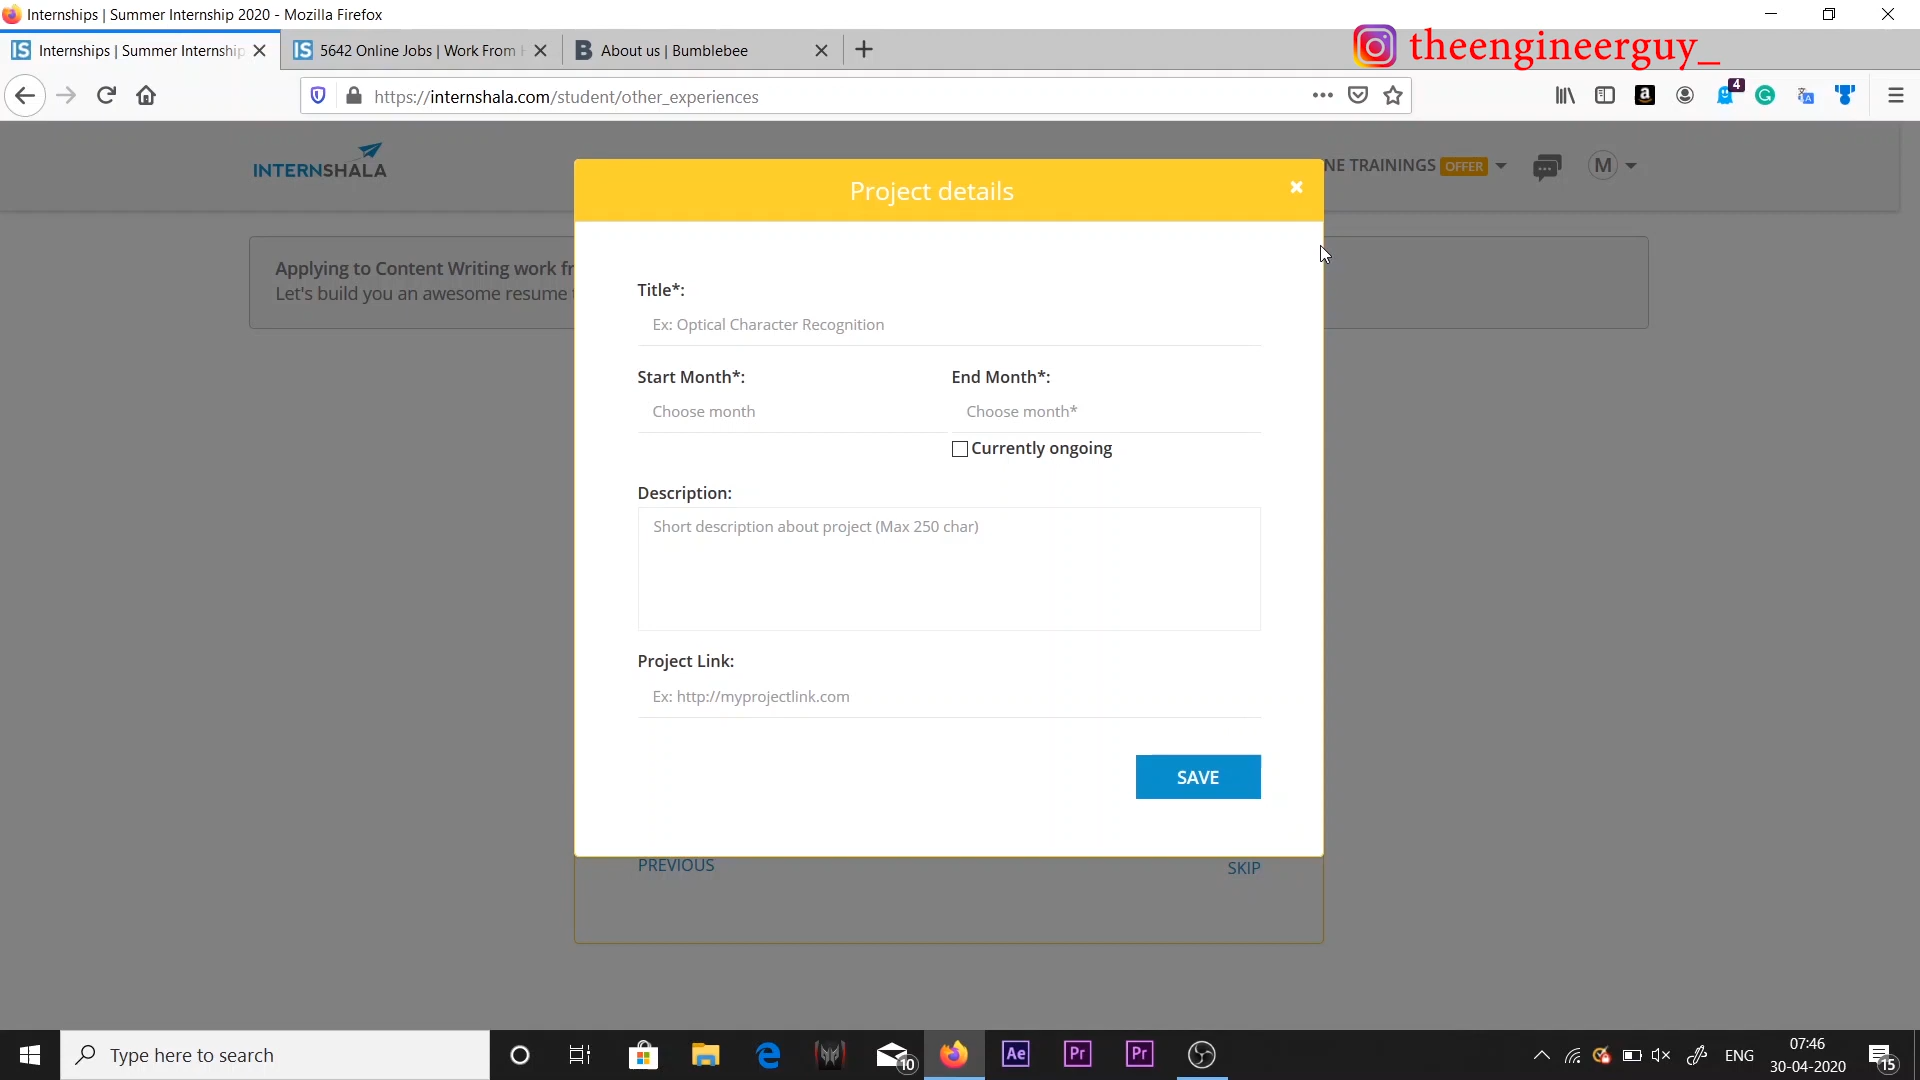 Internships | Summer Internship 2020 - Mozilla Firefox
Internships | Summer Internship
5642 Online Jobs | Work From
About us | Bumblebee
theengineerguy_
https://internshala.com/student/other_experiences
4
INTERNSHALA
NE TRAININGS OFFER
M
Project details
Applying to Content Writing work fr
Let's build you an awesome resume
Title*:
Ex: Optical Character Recognition
Start Month*:
End Month*:
Choose month
Choose month*
Currently ongoing
Description:
Short description about project (Max 250 char)
Project Link:
Ex: http://myprojectlink.com
SAVE
PREVIOUS
SKIP
Type here to search
10
Ae
Pr
Pr
ENG
07:46
30-04-2020
15